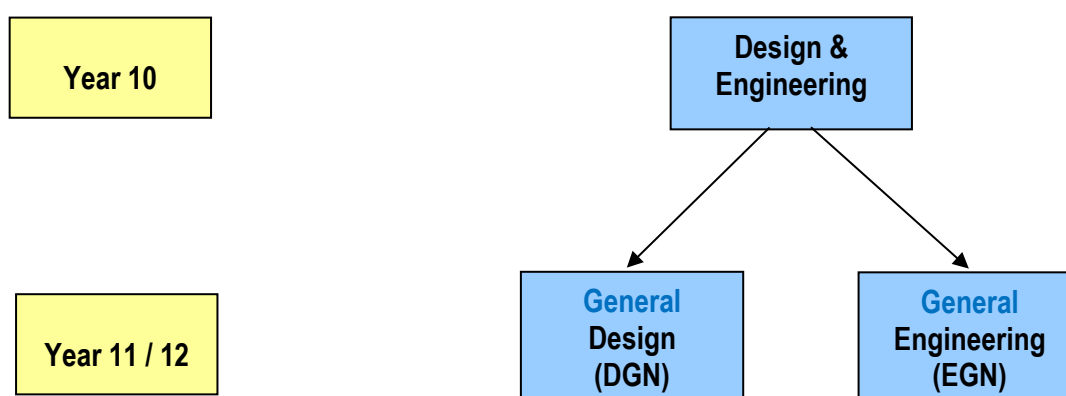 Year 10
Design &
Engineering
Year 11 / 12
General
Design
(DGN)
General
Engineering
(EGN)